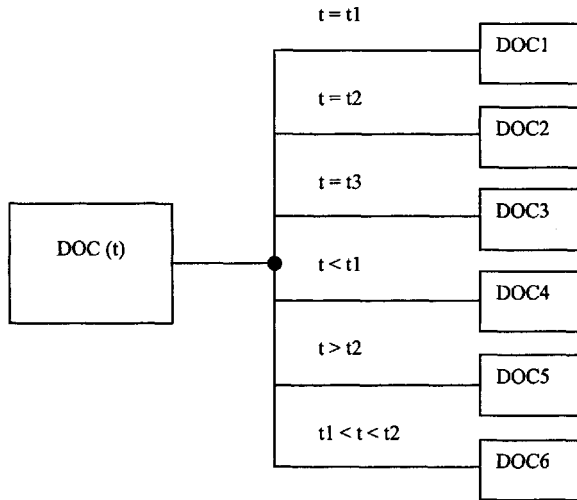 t = t1
DOC1
t = t2
DOC2
t = t3
DOC3
DOC (t)
t < t1
DOC4
t > t2
DOC5
t1 < t < t2
DOC6